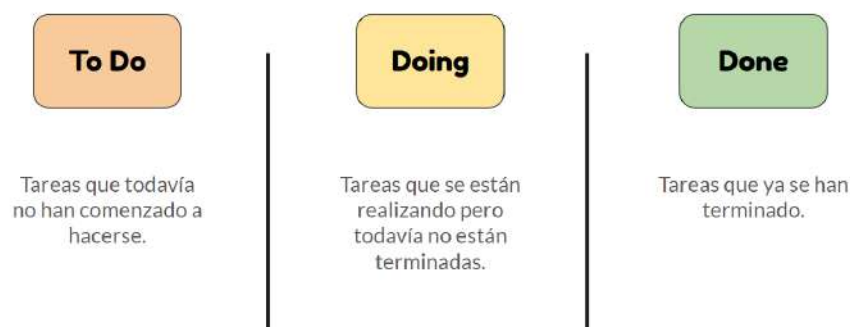 To Do
Tareas que todavía
no han comenzado a
hacerse.
Doing
Tareas que se están
realizando pero
todavía no están
terminadas.
Done
Tareas que ya se han
terminado.